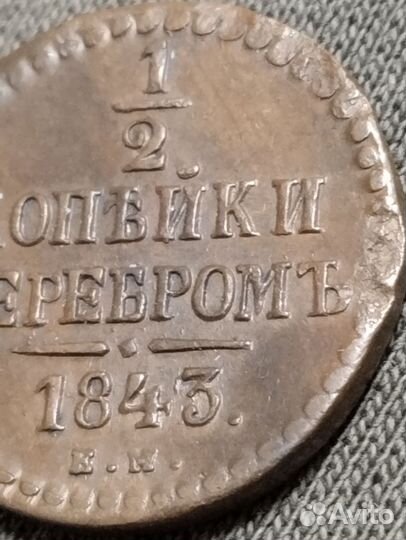 1
2
КОПѢЙКИ
СЕРЕБРОМЪ
1843.
Е.М.
Avito